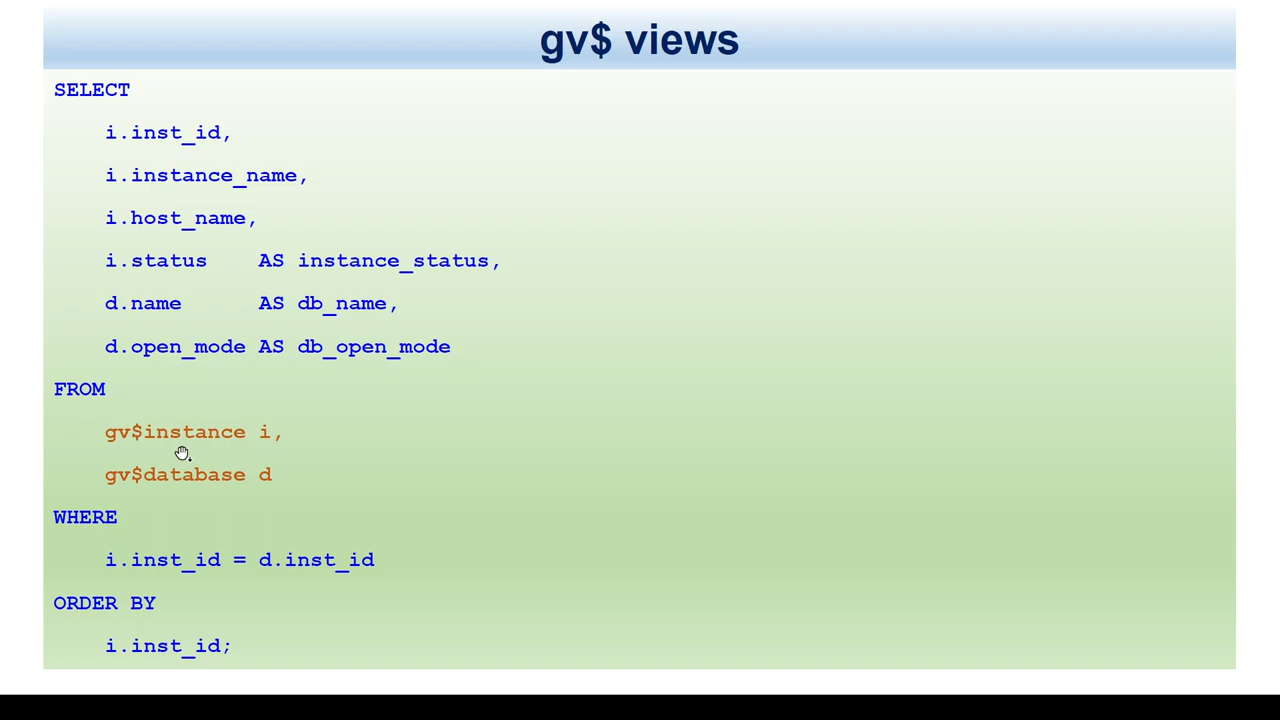 gv$ views
SELECT
i.inst_id,
i.instance_name,
i.host_name,
i.status    AS instance_status,
d.name      AS db_name,
d.open_mode AS db_open_mode
FROM
gv$instance i,
gv$database d
WHERE
i.inst_id = d.inst_id
ORDER BY
i.inst_id;